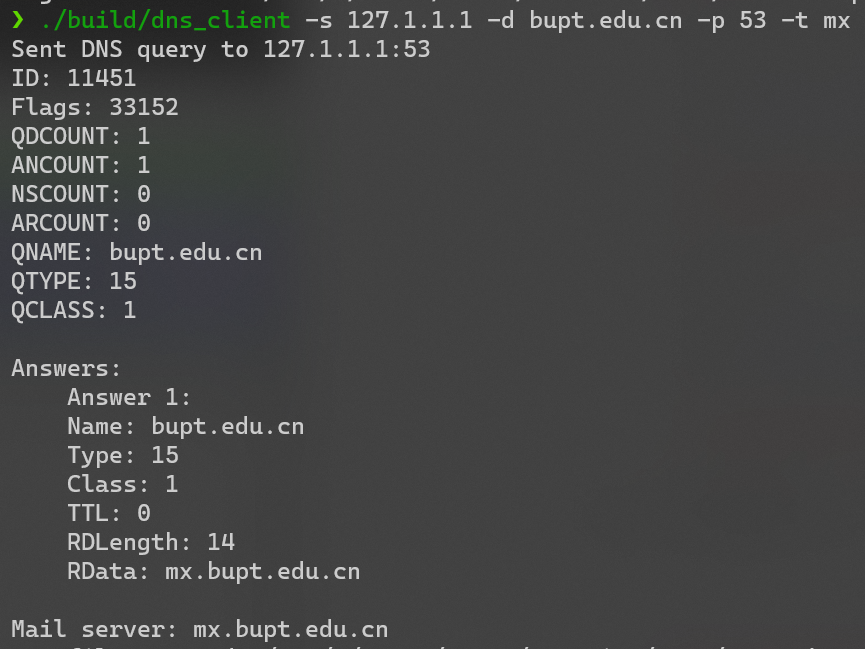 ❯ ./build/dns_client -s 127.1.1.1 -d bupt.edu.cn -p 53 -t mx
Sent DNS query to 127.1.1.1:53
ID: 11451
Flags: 33152
QDCOUNT: 1
ANCOUNT: 1
NSCOUNT: 0
ARCOUNT: 0
QNAME: bupt.edu.cn
QTYPE: 15
QCLASS: 1

Answers:
    Answer 1:
    Name: bupt.edu.cn
    Type: 15
    Class: 1
    TTL: 0
    RDLength: 14
    RData: mx.bupt.edu.cn

Mail server: mx.bupt.edu.cn